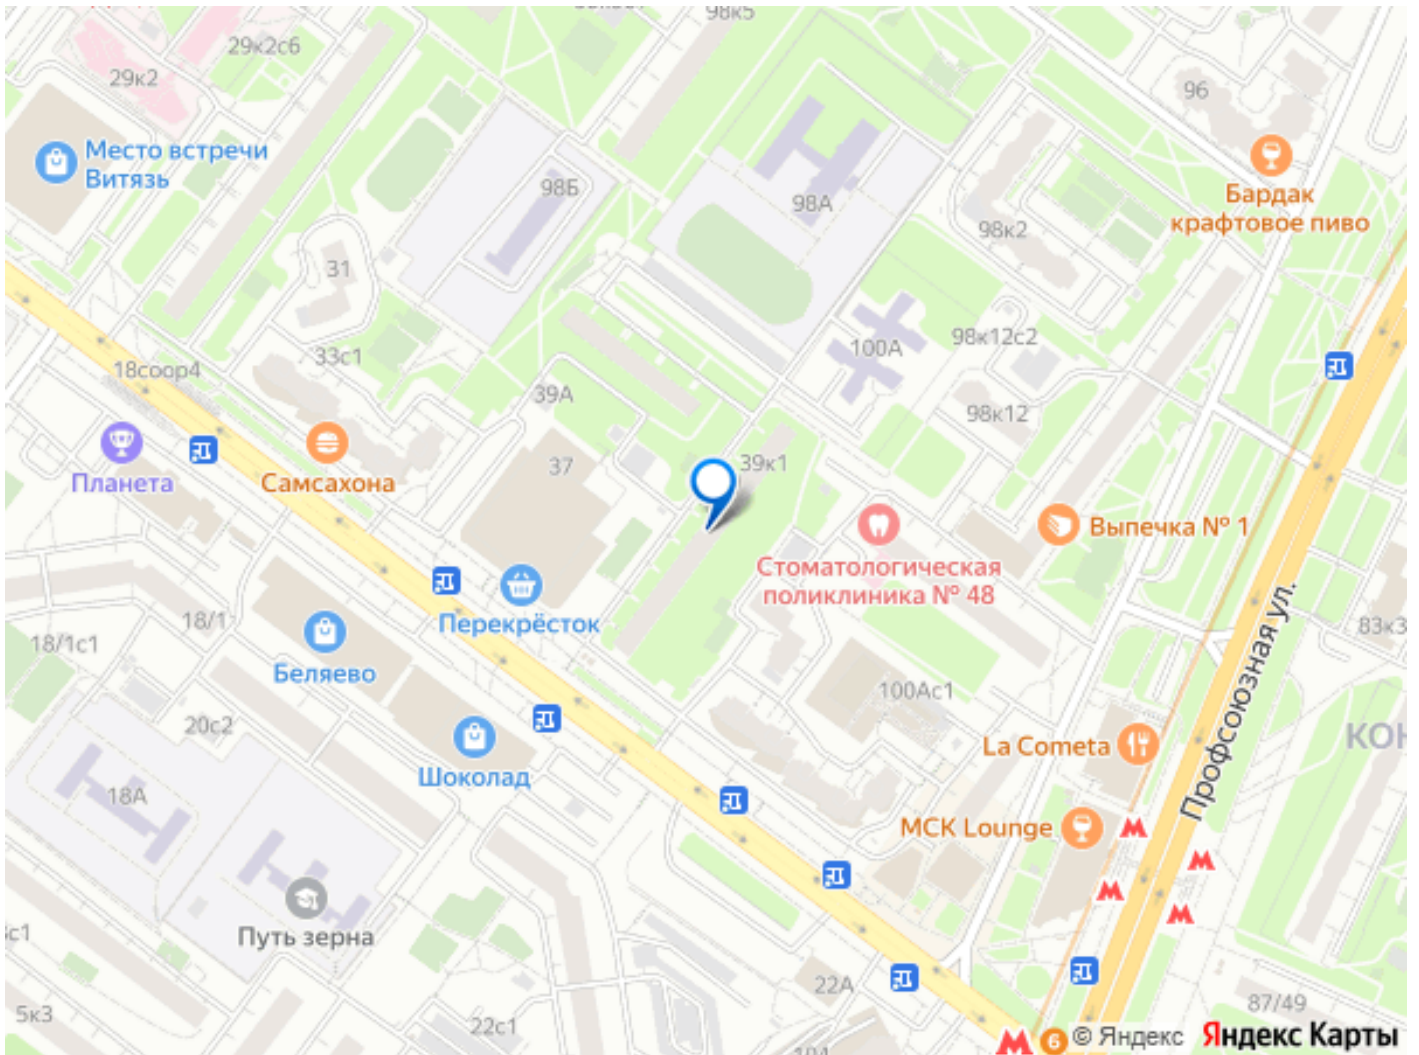 98к5
29к2с6
29к2
96
Место встречи
Витязь
98Б
98А
Бардак
крафтовое пиво
98к2
31
33с1
100А
98к12с2
18соор4
39А
98к12
Планета
Самсахона
37
39к1
Выпечка № 1
Стоматологическая
поликлиника № 48
Перекрёсток
18/1
18/1с1
Беляево
83к3
Профсоюзная ул.
100Ас1
20с2
Шоколад
La Cometa
КОН
18А
МСК Lounge
Путь зерна
22А
5к3
22с1
87/49
6
© Яндекс
Яндекс Карты